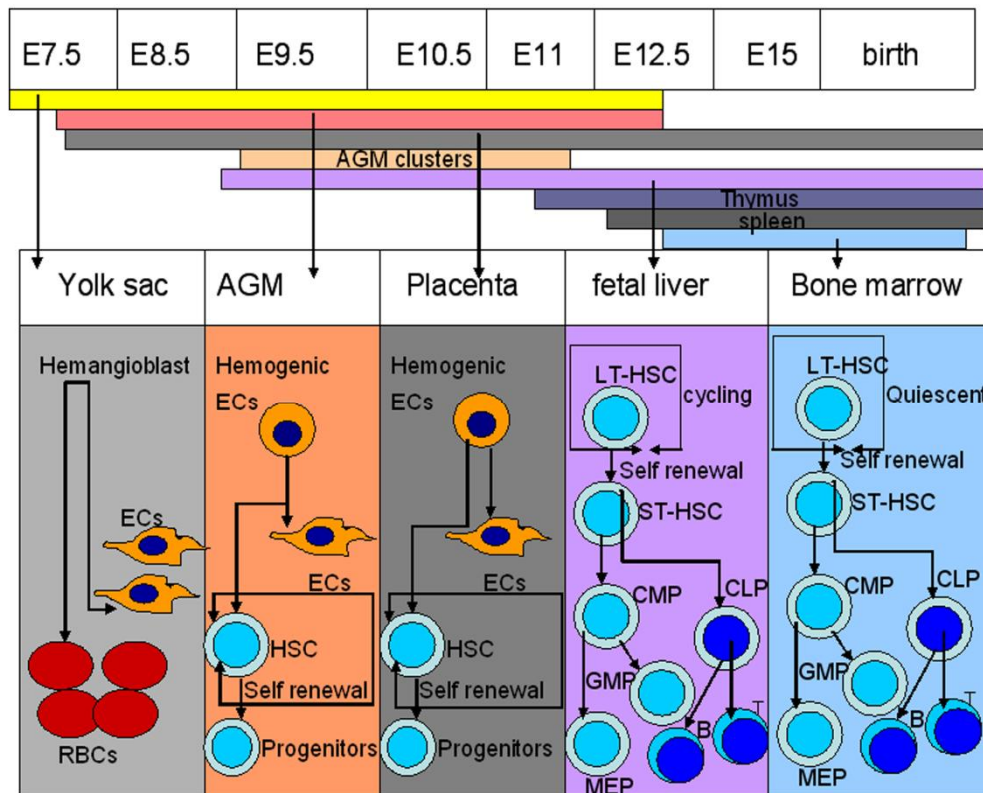 E7.5 E8.5 E9.5 E10.5 E11 E12.5 E15 birth
AGM clusters
Thymus
spleen
Yolk sac AGM Placenta fetal liver Bone marrow
Hemangioblast
ECs
RBCs
Hemogenic
ECs
ECs
HSC
Self renewal
Progenitors
Hemogenic
ECs
ECs
HSC
Self renewal
Progenitors
LT-HSC
cycling
Self renewal
ST-HSC
CMP
CLP
GMP
B
T
MEP
LT-HSC
Quiescent
Self renewal
ST-HSC
CMP
CLP
GMP
B
T
MEP